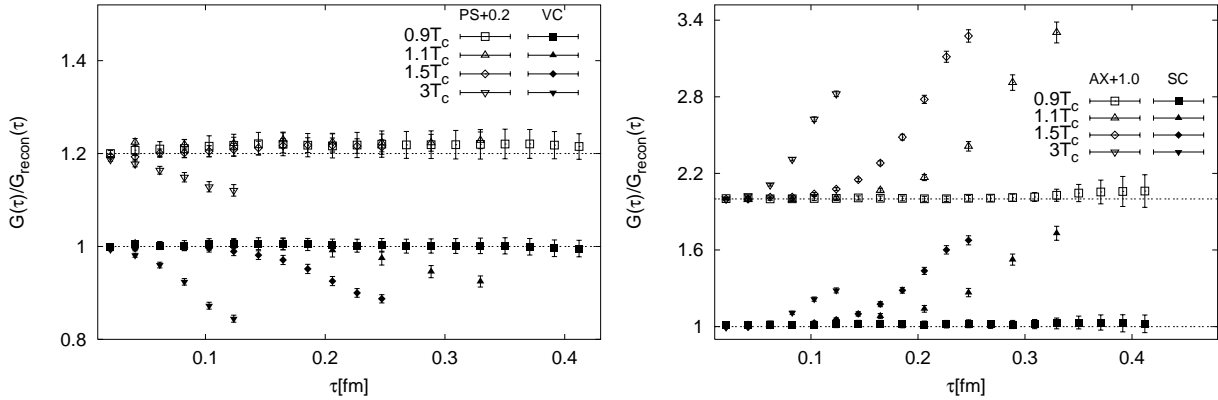 PS+0.2 VC
0.9T_c
1.1T_c
1.5T_c
3T_c
1.4
1.2
1
0.8
G(τ)/G_recon(τ)
0.1 0.2 0.3 0.4
τ[fm]
AX+1.0 SC
0.9T_c
1.1T_c
1.5T_c
3T_c
3.4
2.8
2.2
1.6
1
G(τ)/G_recon(τ)
0.1 0.2 0.3 0.4
τ[fm]